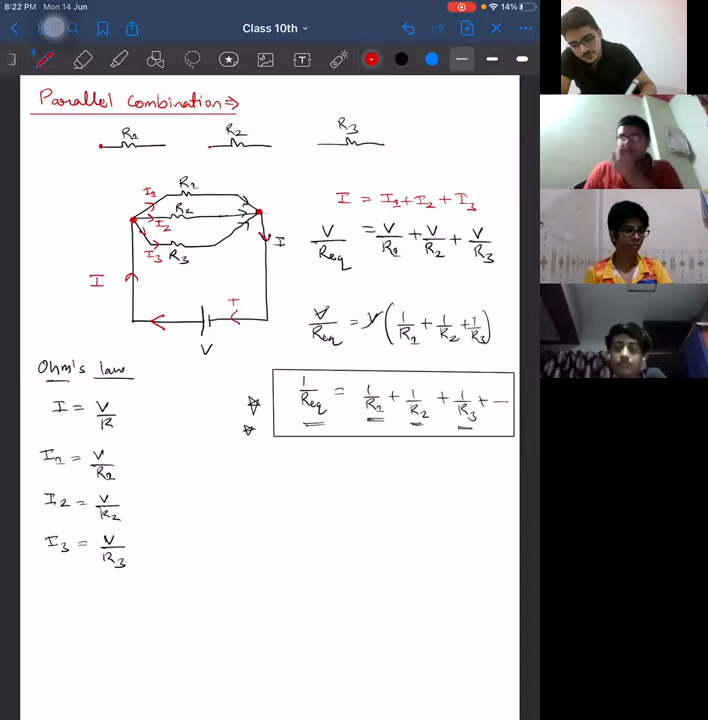 8:22 PM Mon 14 Jun
14%
Class 10th
Parallel Combination ⇒
R1 R2 R3
R1
I1
R2
I2
I3 R3
I
I
+
V
I = I1 + I2 + I3
V/Req = V/R1 + V/R2 + V/R3
V/Req = V(1/R1 + 1/R2 + 1/R3)
1/Req = 1/R1 + 1/R2 + 1/R3 + --
Ohm's law
I = V/R
I1 = V/R1
I2 = V/R2
I3 = V/R3